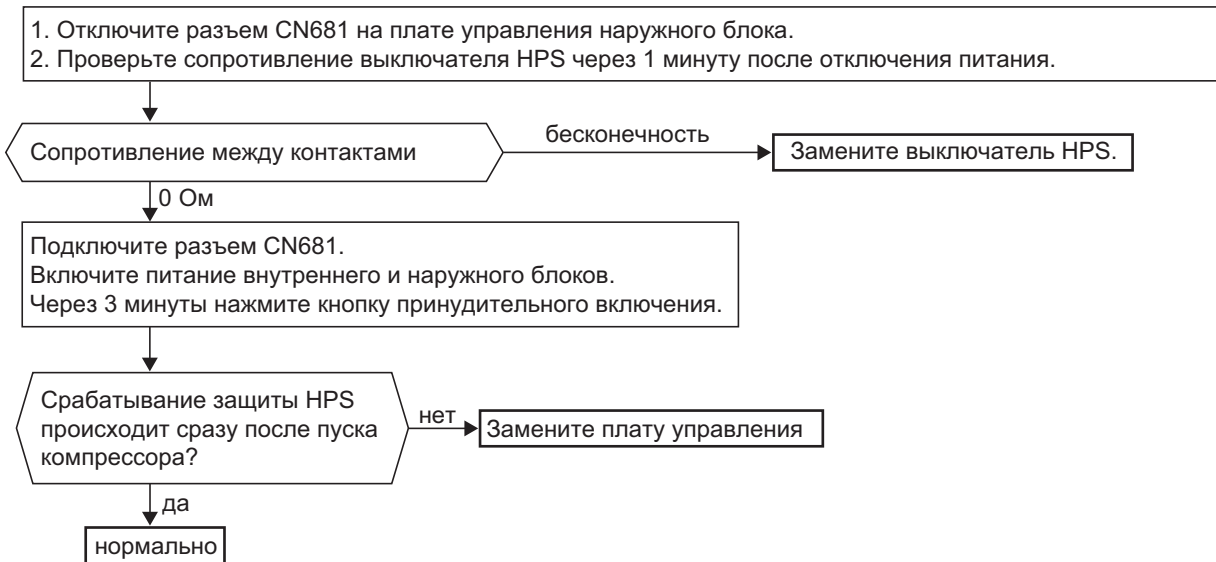 1. Отключите разъем CN681 на плате управления наружного блока.
2. Проверьте сопротивление выключателя HPS через 1 минуту после отключения питания.
Сопротивление между контактами
бесконечность
Замените выключатель HPS.
0 Ом
Подключите разъем CN681.
Включите питание внутреннего и наружного блоков.
Через 3 минуты нажмите кнопку принудительного включения.
Срабатывание защиты HPS
происходит сразу после пуска
компрессора?
нет
Замените плату управления
да
нормально